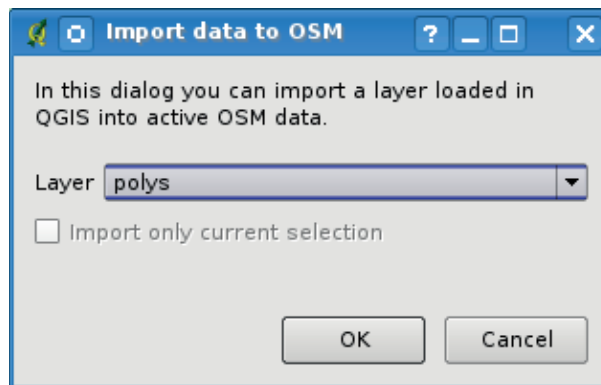 Import data to OSM
?
In this dialog you can import a layer loaded in
QGIS into active OSM data.
Layer polys
Import only current selection
OK Cancel